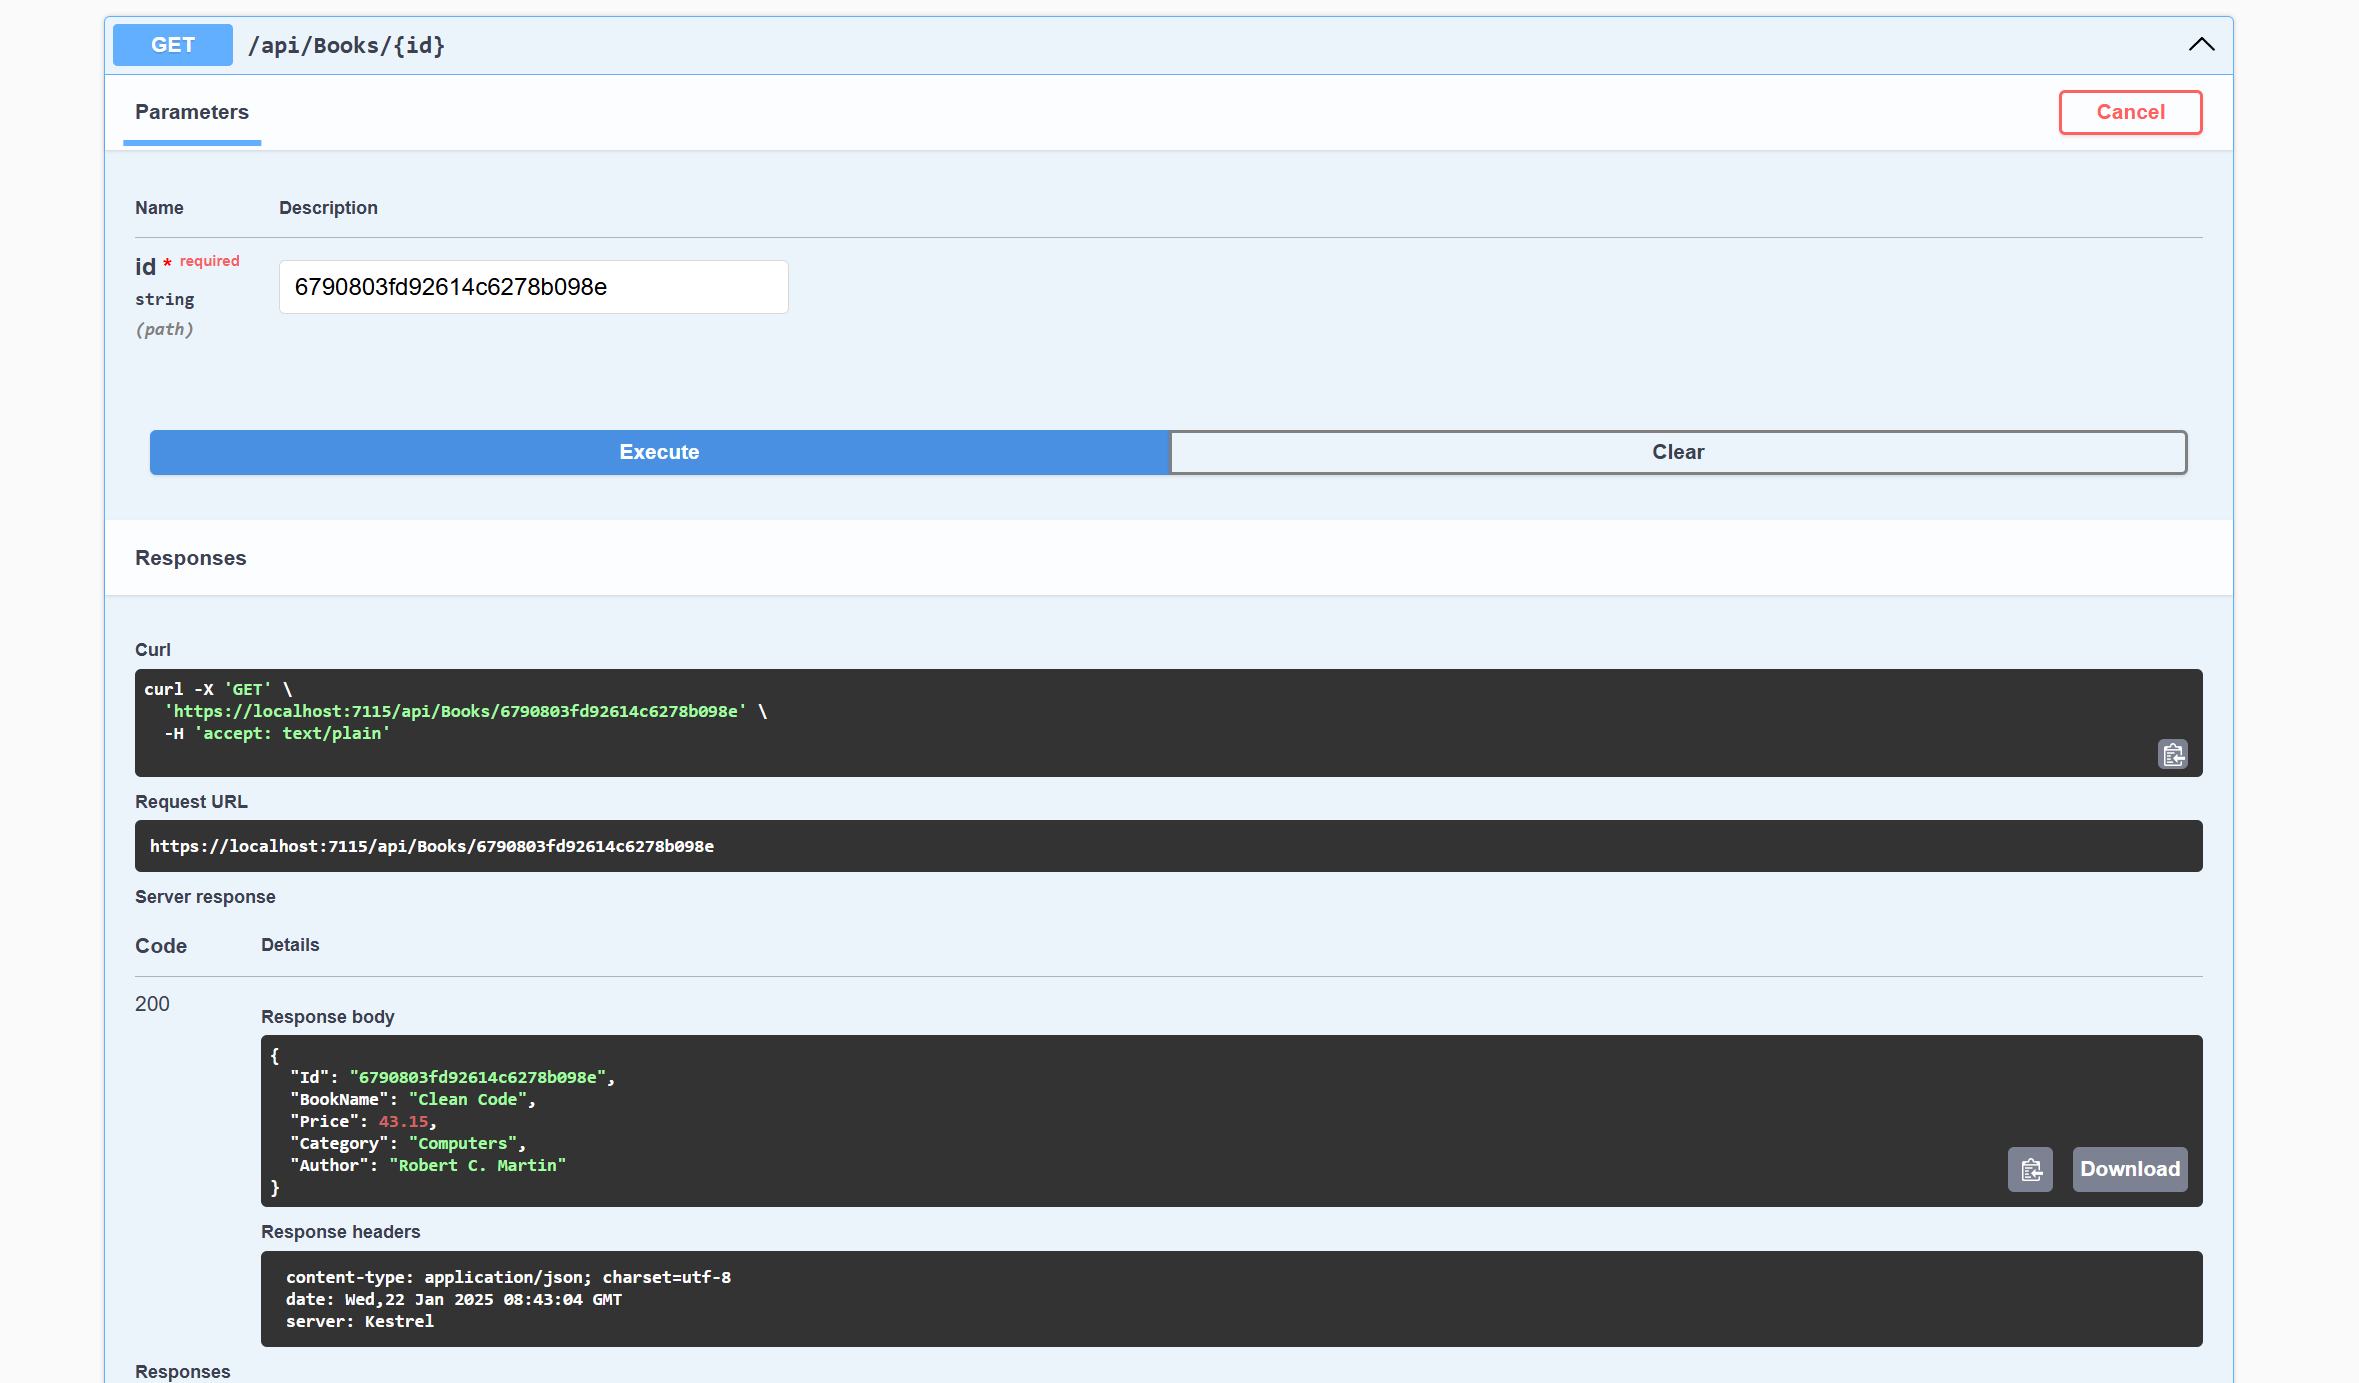 GET /api/Books/{id}
Parameters
Cancel
Name Description
id * required
string
(path)
6790803fd92614c6278b098e
Execute Clear
Responses
Curl
curl -X 'GET' \
  'https://localhost:7115/api/Books/6790803fd92614c6278b098e' \
  -H 'accept: text/plain'
Request URL
https://localhost:7115/api/Books/6790803fd92614c6278b098e
Server response
Code Details
200
Response body
{
  "Id": "6790803fd92614c6278b098e",
  "BookName": "Clean Code",
  "Price": 43.15,
  "Category": "Computers",
  "Author": "Robert C. Martin"
}
Download
Response headers
content-type: application/json; charset=utf-8
date: Wed,22 Jan 2025 08:43:04 GMT
server: Kestrel
Responses